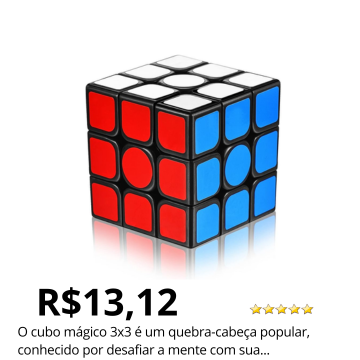 R$13,12
O cubo mágico 3x3 é um quebra-cabeça popular,
conhecido por desafiar a mente com sua...